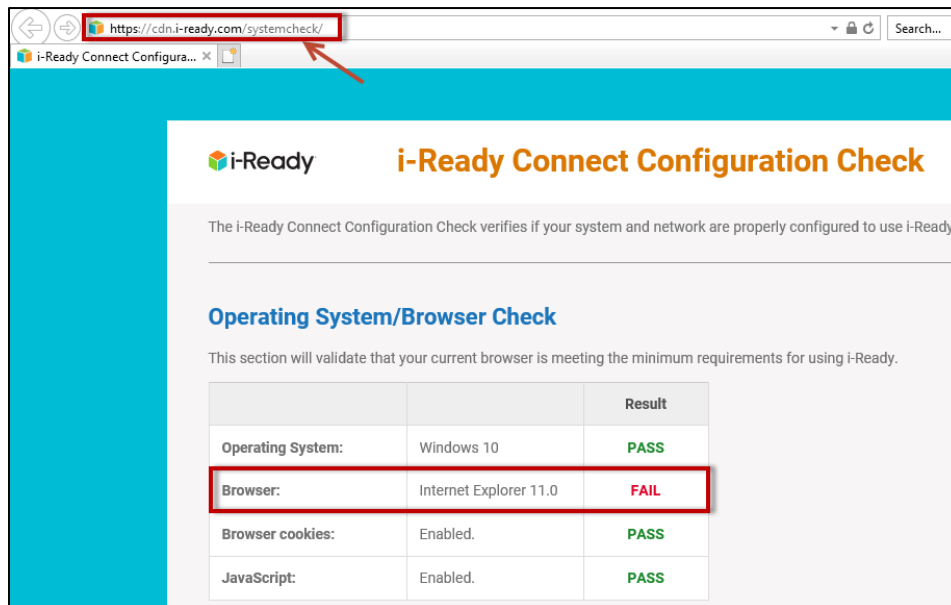 https://cdn.i-ready.com/systemcheck/
Search...
i-Ready Connect Configura...
i-Ready
i-Ready Connect Configuration Check
The i-Ready Connect Configuration Check verifies if your system and network are properly configured to use i-Ready
Operating System/Browser Check
This section will validate that your current browser is meeting the minimum requirements for using i-Ready.
Result
Operating System: Windows 10 PASS
Browser: Internet Explorer 11.0 FAIL
Browser cookies: Enabled. PASS
JavaScript: Enabled. PASS